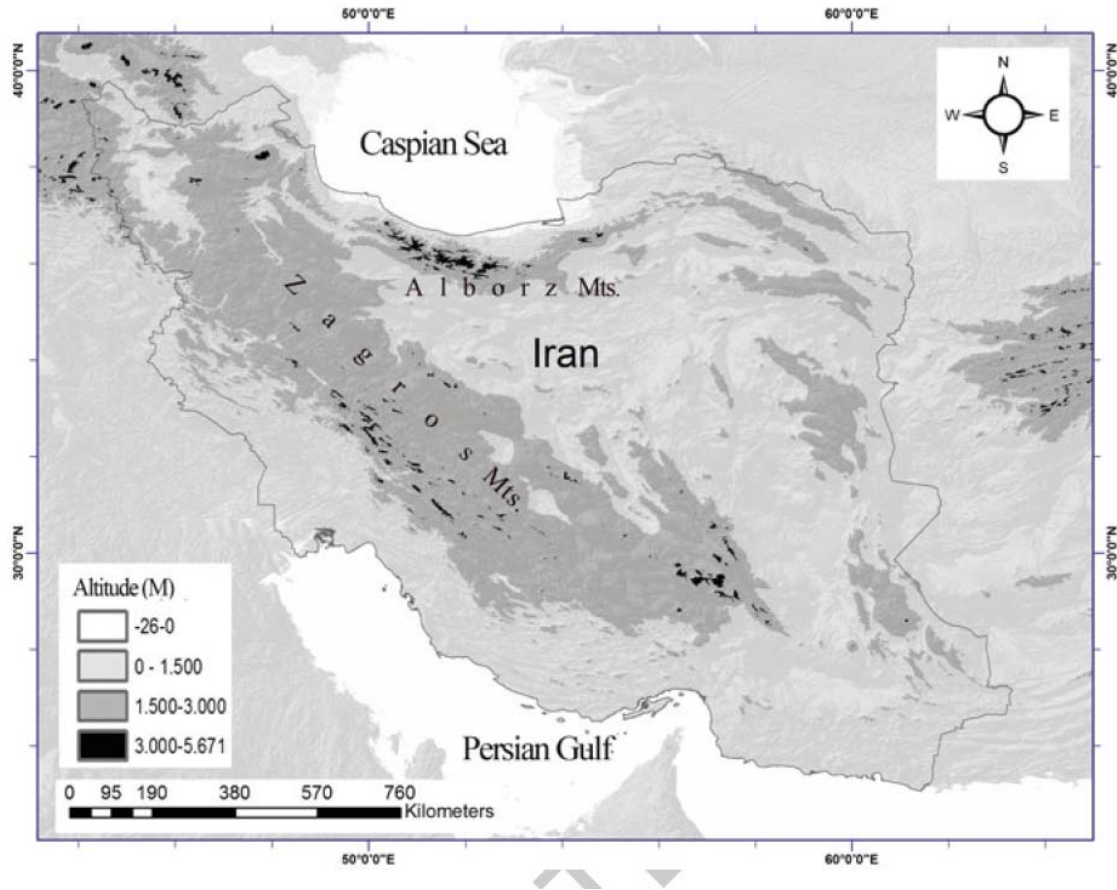 50°0'0"E 60°0'0"E
40°0'0"N 40°0'0"N
N
W E
S
Caspian Sea
Alborz Mts.
Zagros Mts
Iran
30°0'0"N 30°0'0"N
Altitude (M)
-26-0
0 - 1.500
1.500-3.000
3.000-5.671
Persian Gulf
0 95 190 380 570 760
Kilometers
50°0'0"E 60°0'0"E